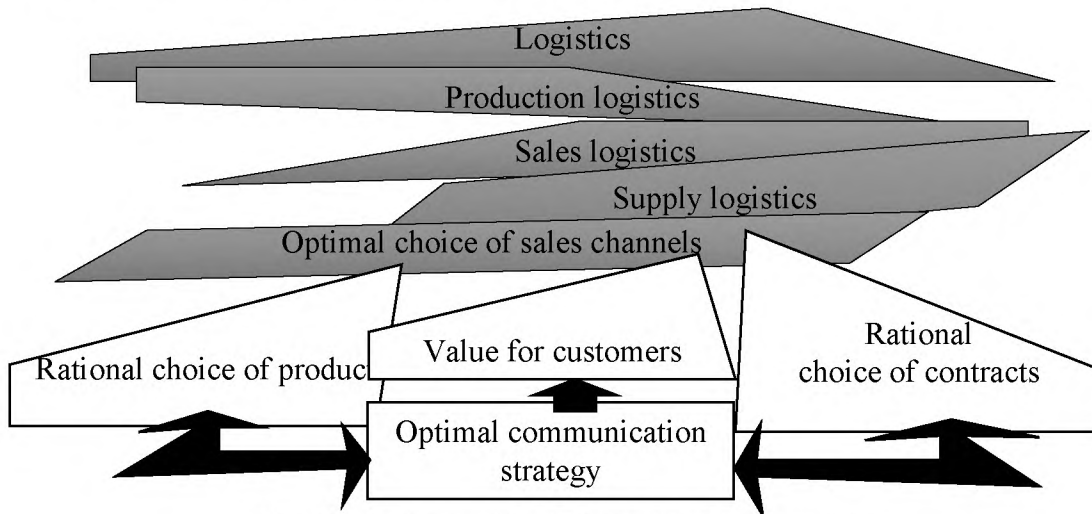 Logistics
Production logistics
Sales logistics
Supply logistics
Optimal choice of sales channels
Rational choice of produc
Value for customers
Rational
choice of contracts
Optimal communication
strategy